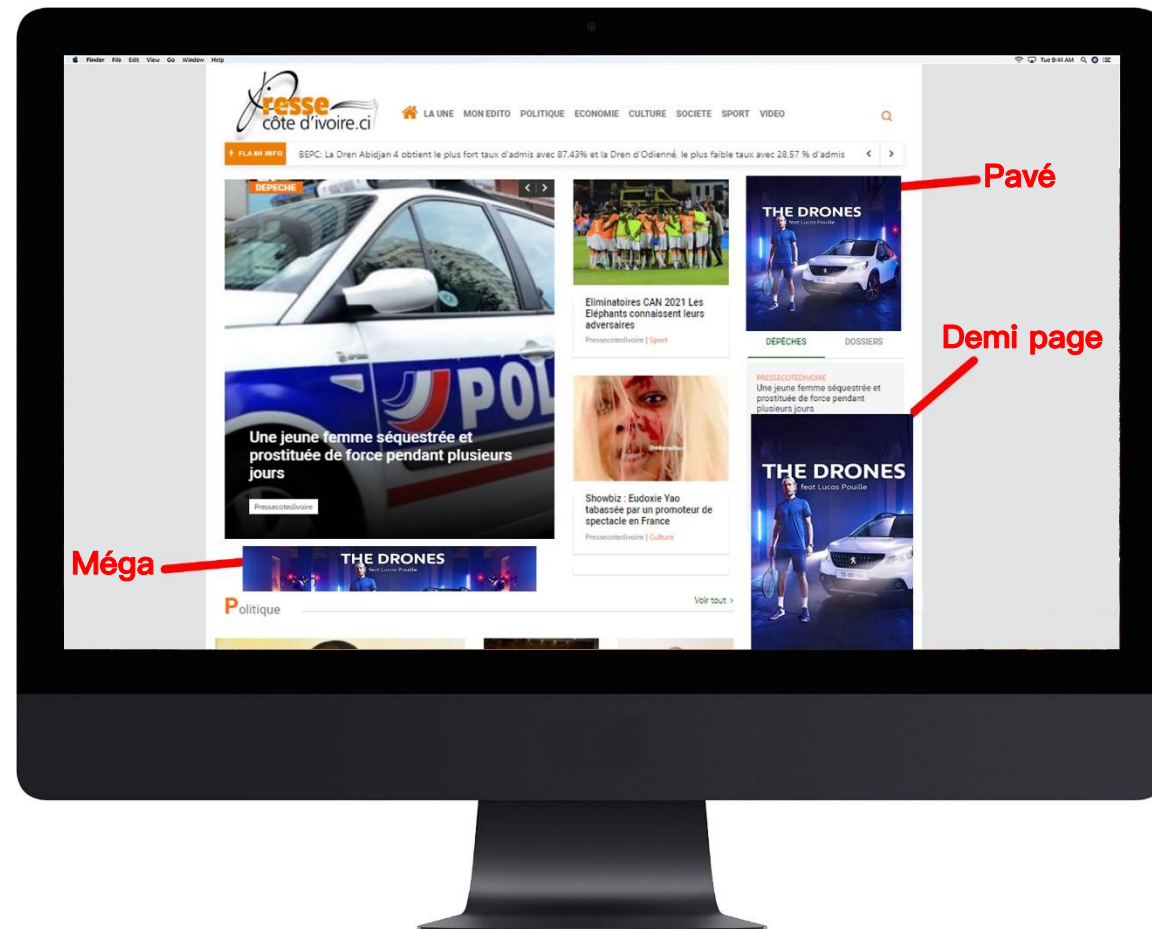 Finder File Edit View Go Window Help
Tue 9:41 AM
Presse
côte d'ivoire.ci
LA UNE MON EDITO POLITIQUE ECONOMIE CULTURE SOCIETE SPORT VIDEO
FLASH INFO
BEPC: La Dren Abidjan 4 obtient le plus fort taux d'admis avec 87,43% et la Dren d'Odienné, le plus faible taux avec 28,57 % d'admis
Pavé
DEPECHE
POL
Une jeune femme séquestrée et
prostituée de force pendant plusieurs
jours
Pressecotedivoire
Eliminatoires CAN 2021 Les
Eléphants connaissent leurs
adversaires
Pressecotedivoire | Sport
Showbiz : Eudoxie Yao
tabassée par un promoteur de
spectacle en France
Pressecotedivoire | Culture
THE DRONES
feat Lucas Pouille
Demi page
DÉPÊCHES DOSSIERS
PRESSECOTEDIVOIRE
Une jeune femme séquestrée et
prostituée de force pendant
plusieurs jours
THE DRONES
feat Lucas Pouille
Méga
THE DRONES
feat Lucas Pouille
Politique
Voir tout >